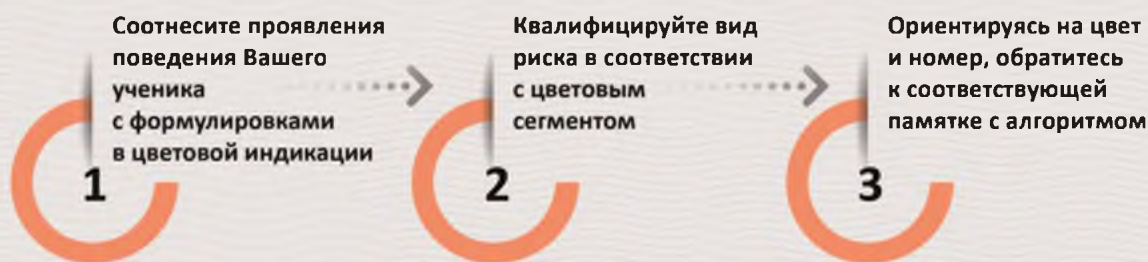 Соотнесите проявления
поведения Вашего
ученика
с формулировками
в цветовой индикации
1
Квалифицируйте вид
риска в соответствии
с цветовым
сегментом
2
Ориентируясь на цвет
и номер, обратитесь
к соответствующей
памятке с алгоритмом
3